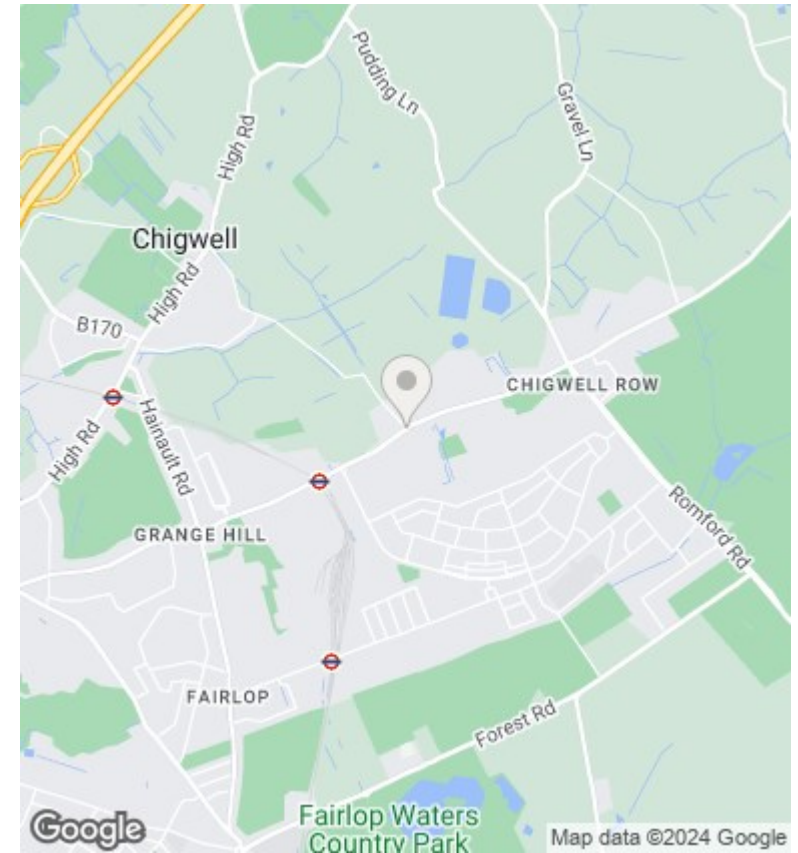 Pudding Ln
Gravel Ln
High Rd
Chigwell
High Rd
B170
CHIGWELL ROW
Hainault Rd
High Rd
Romford Rd
GRANGE HILL
FAIRLOP
Forest Rd
Fairlop Waters
Country Park
Google
Map data ©2024 Google